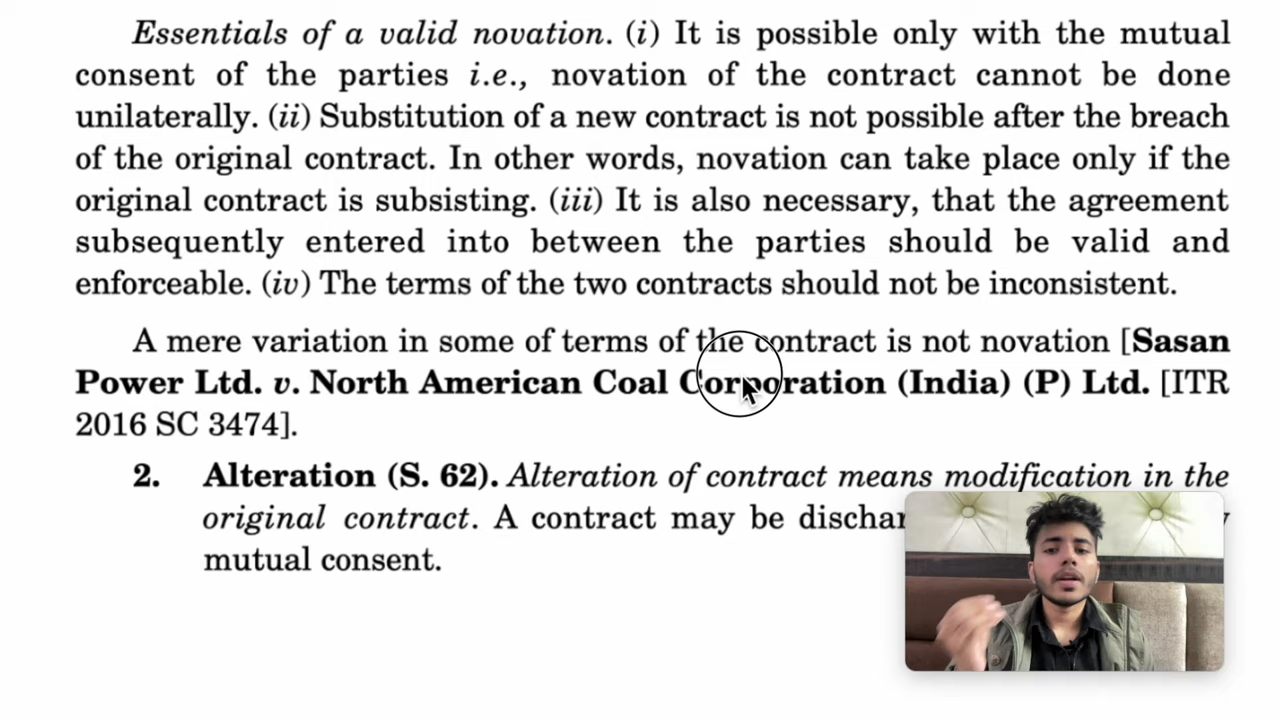 Essentials of a valid novation. (i) It is possible only with the mutual
consent of the parties i.e., novation of the contract cannot be done
unilaterally. (ii) Substitution of a new contract is not possible after the breach
of the original contract. In other words, novation can take place only if the
original contract is subsisting. (iii) It is also necessary, that the agreement
subsequently entered into between the parties should be valid and
enforceable. (iv) The terms of the two contracts should not be inconsistent.
A mere variation in some of terms of the contract is not novation [Sasan
Power Ltd. v. North American Coal Corporation (India) (P) Ltd. [ITR
2016 SC 3474].
2. Alteration (S. 62). Alteration of contract means modification in the
original contract. A contract may be
mutual consent.